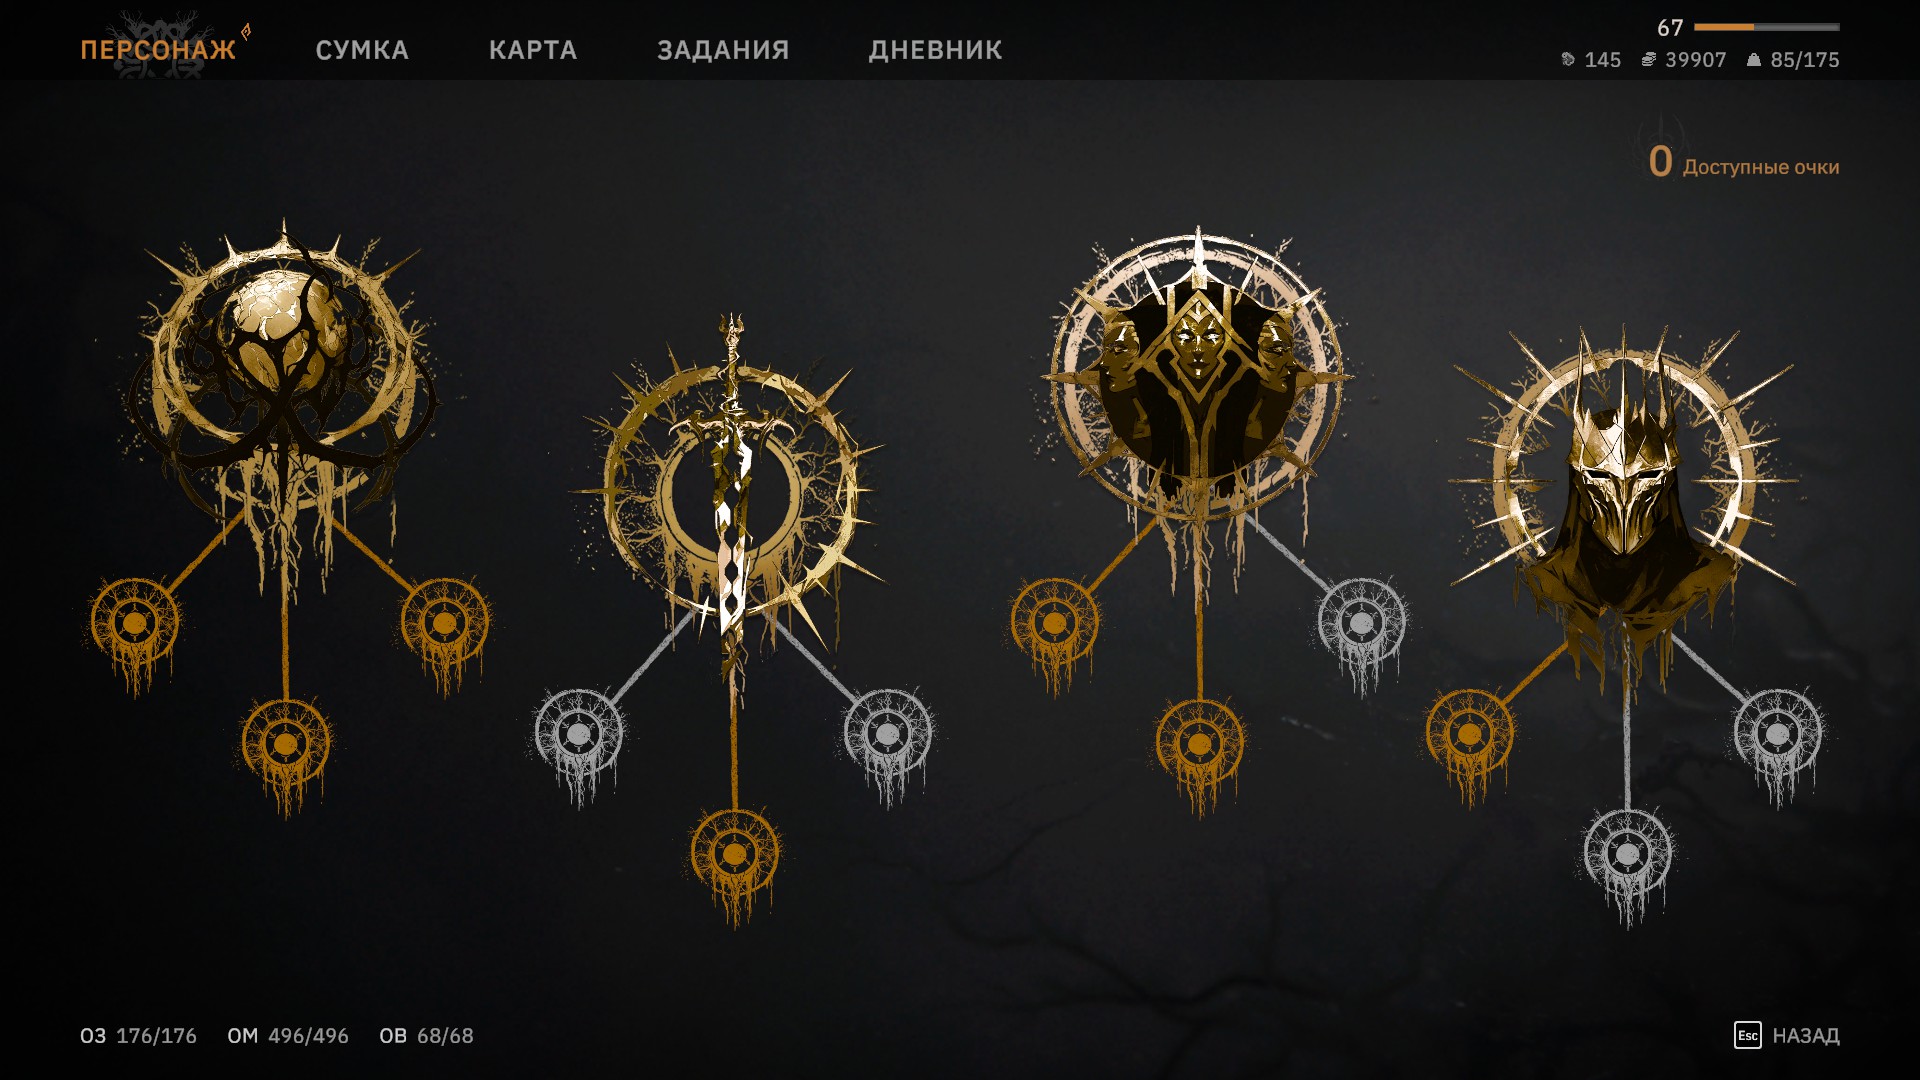 ПЕРСОНАЖ СУМКА КАРТА ЗАДАНИЯ ДНЕВНИК
67
145 39907 85/175
0 Доступные очки
ОЗ 176/176 ОМ 496/496 ОВ 68/68
Esc НАЗАД